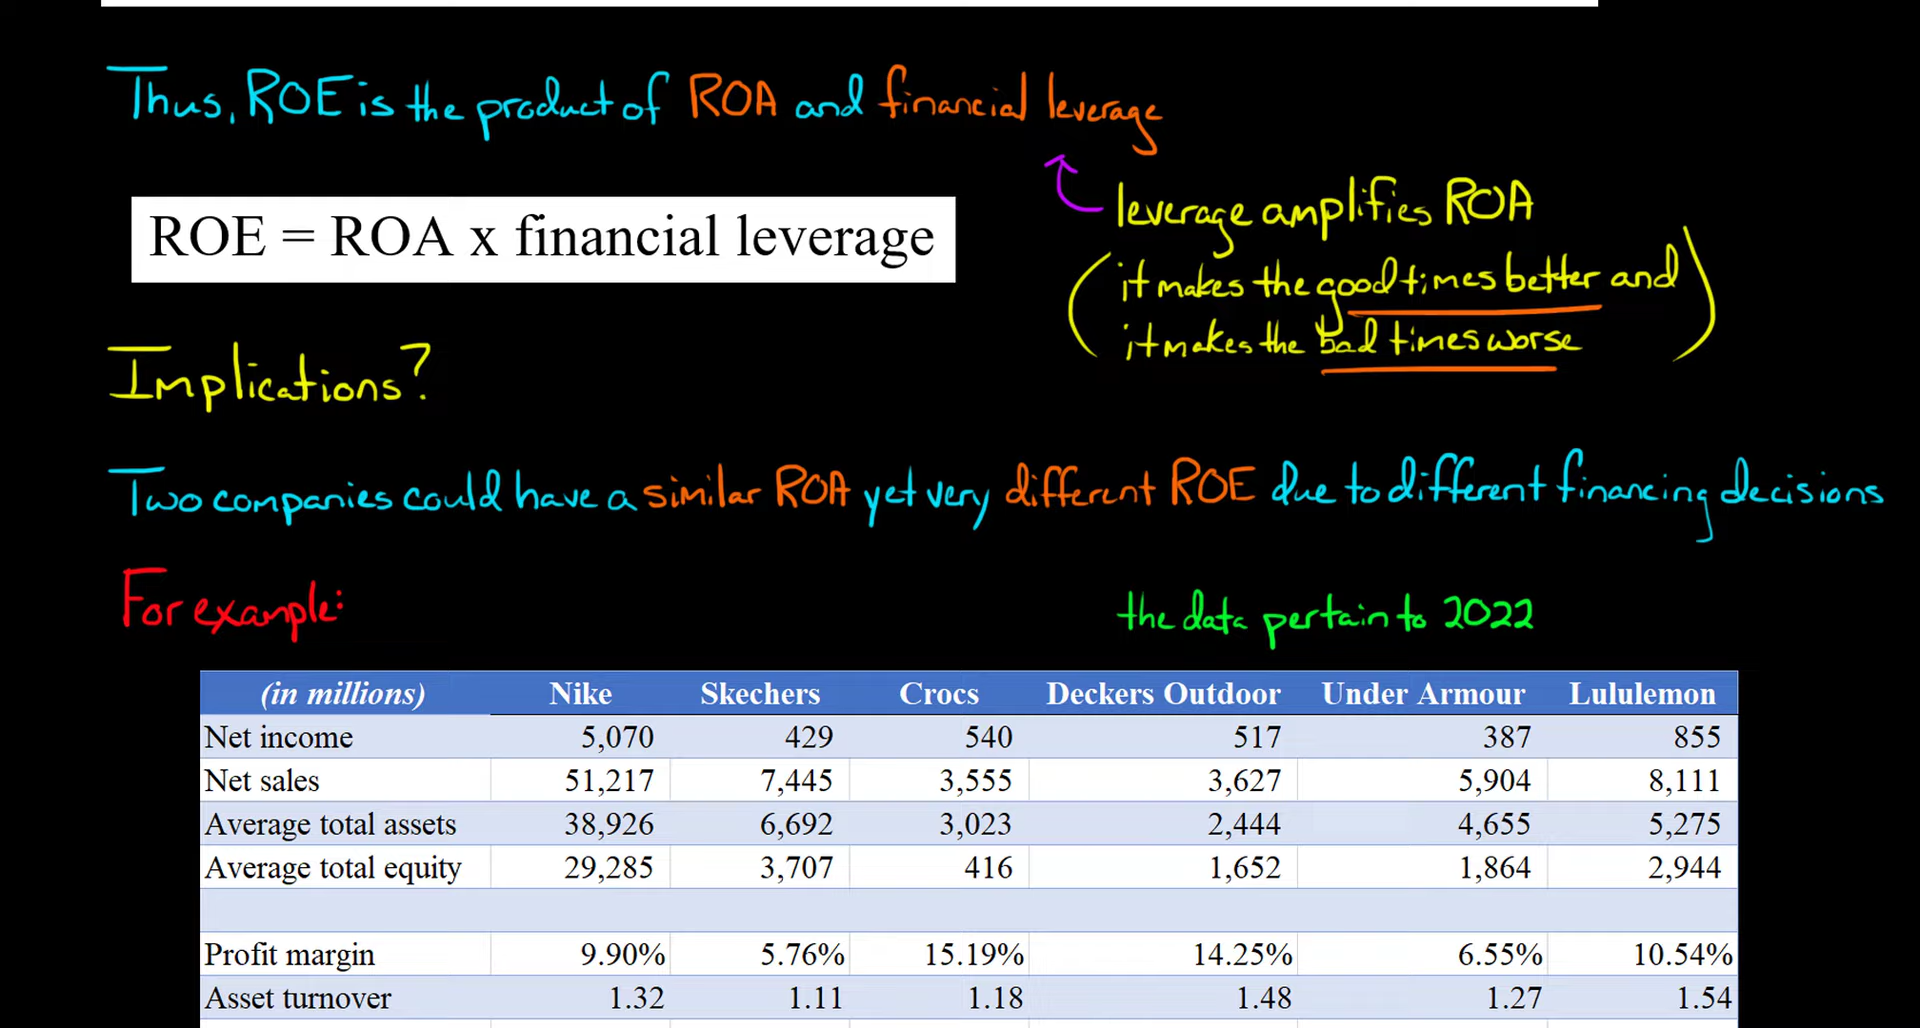 Thus, ROE is the product of ROA and financial leverage
ROE = ROA x financial leverage
leverage amplifies ROA
(it makes the good times better and
it makes the bad times worse)
Implications?
Two companies could have a similar ROA yet very different ROE due to different financing decisions
For example:
the data pertain to 2022
(in millions) Nike Skechers Crocs Deckers Outdoor Under Armour Lululemon
Net income 5,070 429 540 517 387 855
Net sales 51,217 7,445 3,555 3,627 5,904 8,111
Average total assets 38,926 6,692 3,023 2,444 4,655 5,275
Average total equity 29,285 3,707 416 1,652 1,864 2,944
Profit margin 9.90% 5.76% 15.19% 14.25% 6.55% 10.54%
Asset turnover 1.32 1.11 1.18 1.48 1.27 1.54